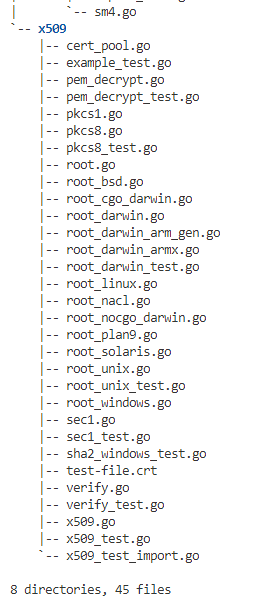 |       `-- sm4.go
`-- x509
    |-- cert_pool.go
    |-- example_test.go
    |-- pem_decrypt.go
    |-- pem_decrypt_test.go
    |-- pkcs1.go
    |-- pkcs8.go
    |-- pkcs8_test.go
    |-- root.go
    |-- root_bsd.go
    |-- root_cgo_darwin.go
    |-- root_darwin.go
    |-- root_darwin_arm_gen.go
    |-- root_darwin_armx.go
    |-- root_darwin_test.go
    |-- root_linux.go
    |-- root_nacl.go
    |-- root_nocgo_darwin.go
    |-- root_plan9.go
    |-- root_solaris.go
    |-- root_unix.go
    |-- root_unix_test.go
    |-- root_windows.go
    |-- sec1.go
    |-- sec1_test.go
    |-- sha2_windows_test.go
    |-- test-file.crt
    |-- verify.go
    |-- verify_test.go
    |-- x509.go
    |-- x509_test.go
    `-- x509_test_import.go

8 directories, 45 files